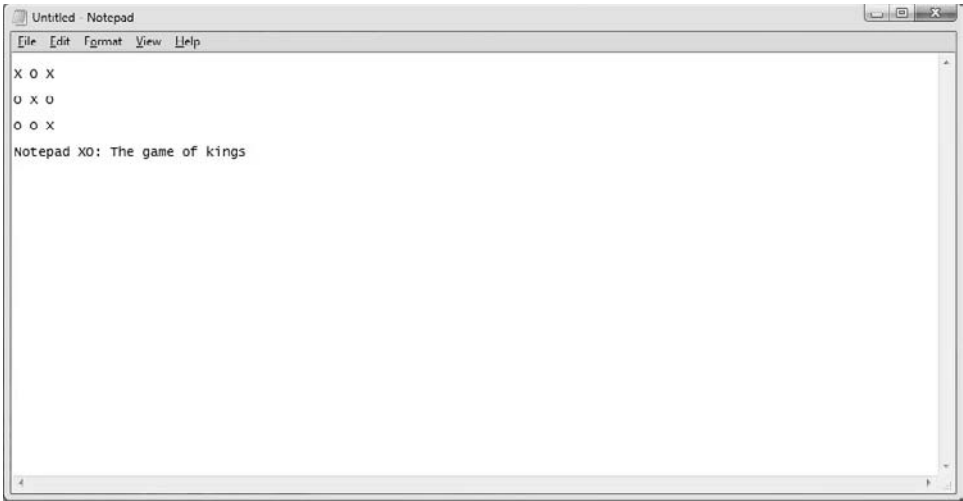 Untitled - Notepad
File Edit Format View Help
X O X
O X O
O O X
Notepad XO: The game of kings